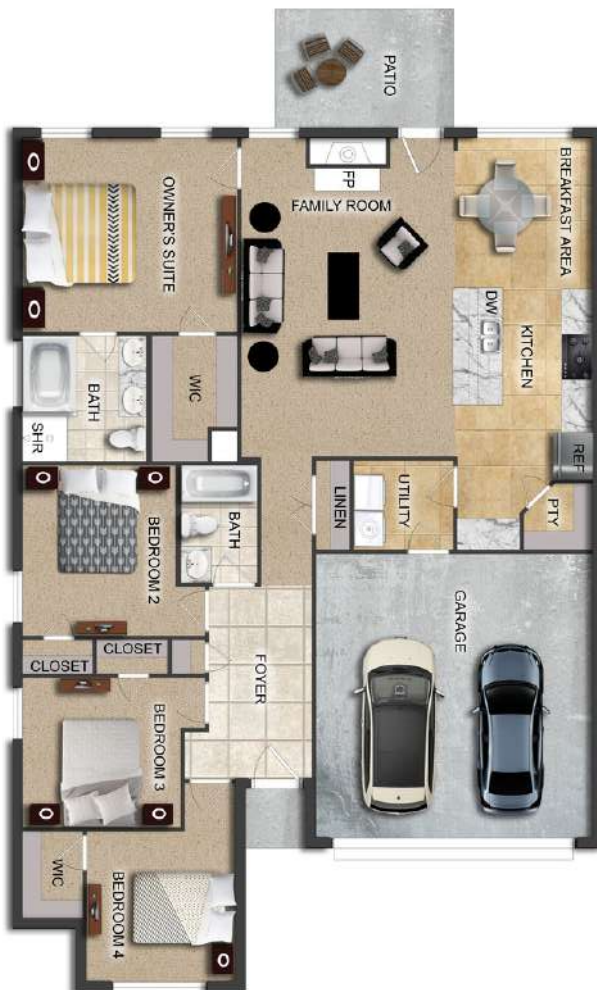 PATIO
FP
FAMILY ROOM
BREAKFAST AREA
OWNER'S SUITE
DW
KITCHEN
WIC
BATH
SHR
REF
PTY
UTILITY
LINEN
BATH
BEDROOM 2
CLOSET
CLOSET
FOYER
GARAGE
BEDROOM 3
WIC
BEDROOM 4